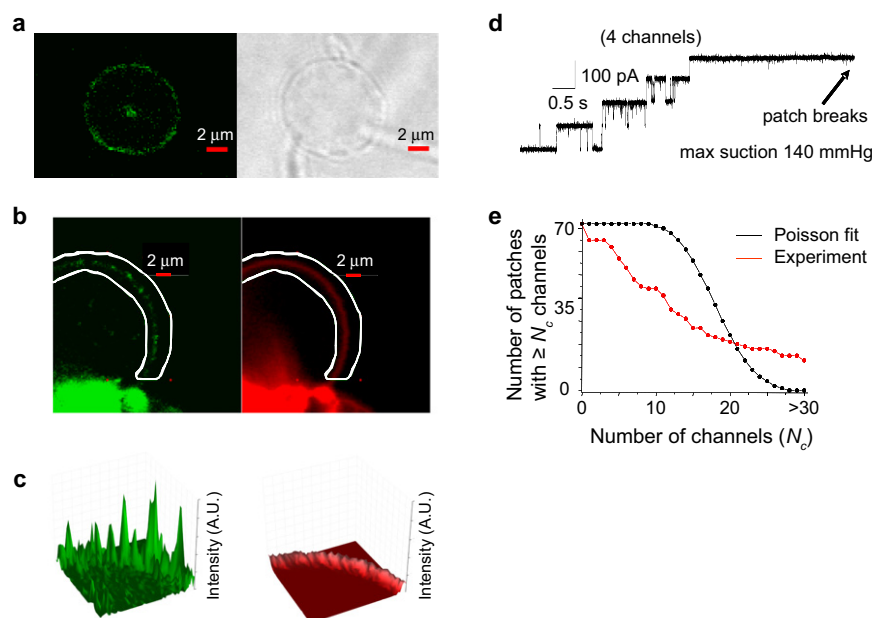 a
2 μm
2 μm
b
2 μm
2 μm
c
Intensity (A.U.)
Intensity (A.U.)
d
(4 channels)
100 pA
0.5 s
patch breaks
max suction 140 mmHg
e
70
35
0
Number of patches
with ≥ Nc channels
Poisson fit
Experiment
0
10
20
>30
Number of channels (Nc)